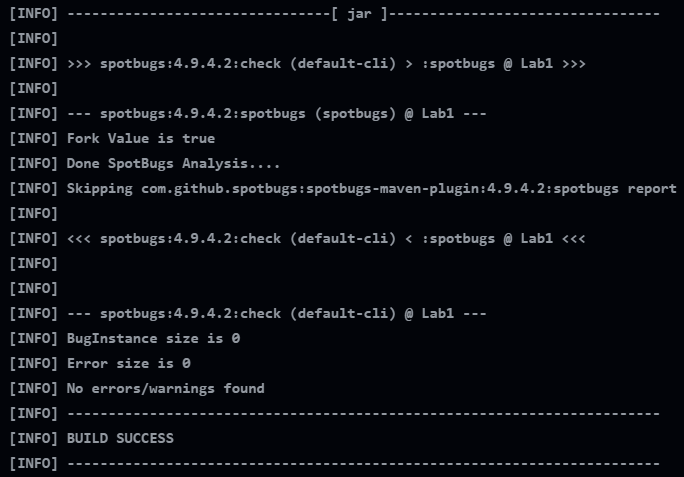 [INFO] --------------------------------[ jar ]---------------------------------
[INFO]
[INFO] >>> spotbugs:4.9.4.2:check (default-cli) > :spotbugs @ Lab1 >>>
[INFO]
[INFO] --- spotbugs:4.9.4.2:spotbugs (spotbugs) @ Lab1 ---
[INFO] Fork Value is true
[INFO] Done SpotBugs Analysis....
[INFO] Skipping com.github.spotbugs:spotbugs-maven-plugin:4.9.4.2:spotbugs report
[INFO]
[INFO] <<< spotbugs:4.9.4.2:check (default-cli) < :spotbugs @ Lab1 <<<
[INFO]
[INFO]
[INFO] --- spotbugs:4.9.4.2:check (default-cli) @ Lab1 ---
[INFO] BugInstance size is 0
[INFO] Error size is 0
[INFO] No errors/warnings found
[INFO] ------------------------------------------------------------------------
[INFO] BUILD SUCCESS
[INFO] ------------------------------------------------------------------------